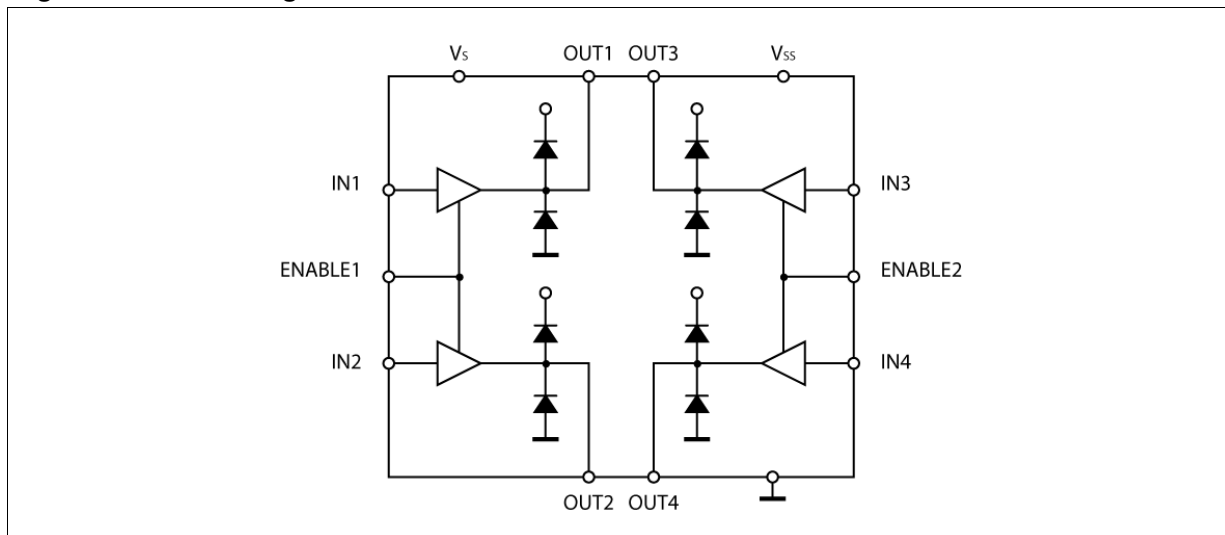 Vs OUT1 OUT3 Vss
IN1 IN3
ENABLE1 ENABLE2
IN2 IN4
OUT2 OUT4